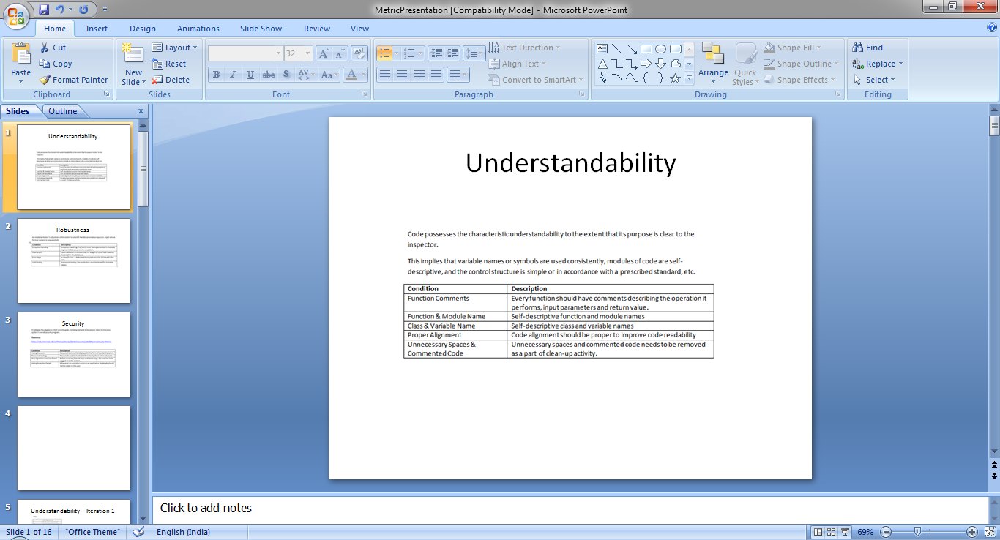 MetricPresentation [Compatibility Mode] - Microsoft PowerPoint
Home Insert Design Animations Slide Show Review View
Paste
Cut
Copy
Format Painter
Clipboard
New
Slide
Layout
Reset
Delete
Slides
32
B I U abc S AV Aa A
Font
Text Direction
Align Text
Convert to SmartArt
Paragraph
Arrange
Quick
Styles
Shape Fill
Shape Outline
Shape Effects
Drawing
Find
Replace
Select
Editing
Slides Outline x
1
Understandability
2
Robustness
3
Security
4
5
Understandability – Iteration 1
Understandability
Code possesses the characteristic understandability to the extent that its purpose is clear to the
inspector.
This implies that variable names or symbols are used consistently, modules of code are self-
descriptive, and the control structure is simple or in accordance with a prescribed standard, etc.
Condition Description
Function Comments Every function should have comments describing the operation it
performs, input parameters and return value.
Function & Module Name Self-descriptive function and module names
Class & Variable Name Self-descriptive class and variable names
Proper Alignment Code alignment should be proper to improve code readability
Unnecessary Spaces & Unnecessary spaces and commented code needs to be removed
Commented Code as a part of clean-up activity.
Click to add notes
Slide 1 of 16 "Office Theme" English (India) 69%